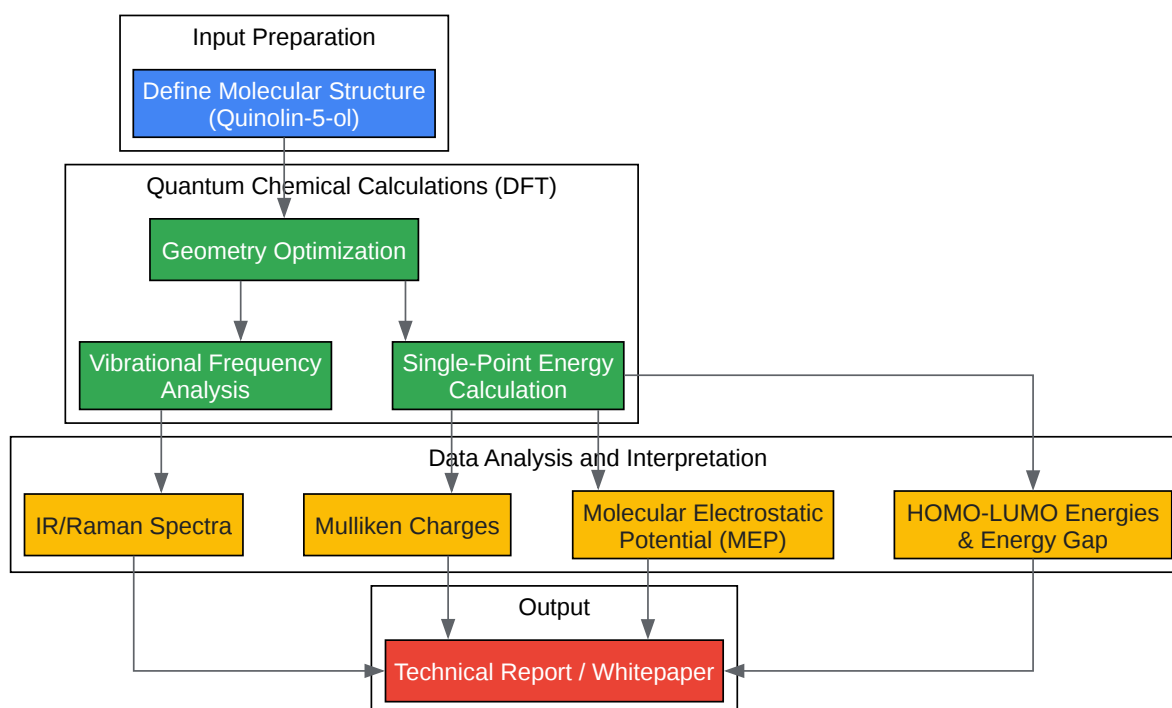 Input Preparation
Define Molecular Structure
(Quinolin-5-ol)
Quantum Chemical Calculations (DFT)
Geometry Optimization
Vibrational Frequency
Analysis
Single-Point Energy
Calculation
Data Analysis and Interpretation
IR/Raman Spectra
Mulliken Charges
Molecular Electrostatic
Potential (MEP)
HOMO-LUMO Energies
& Energy Gap
Output
Technical Report / Whitepaper